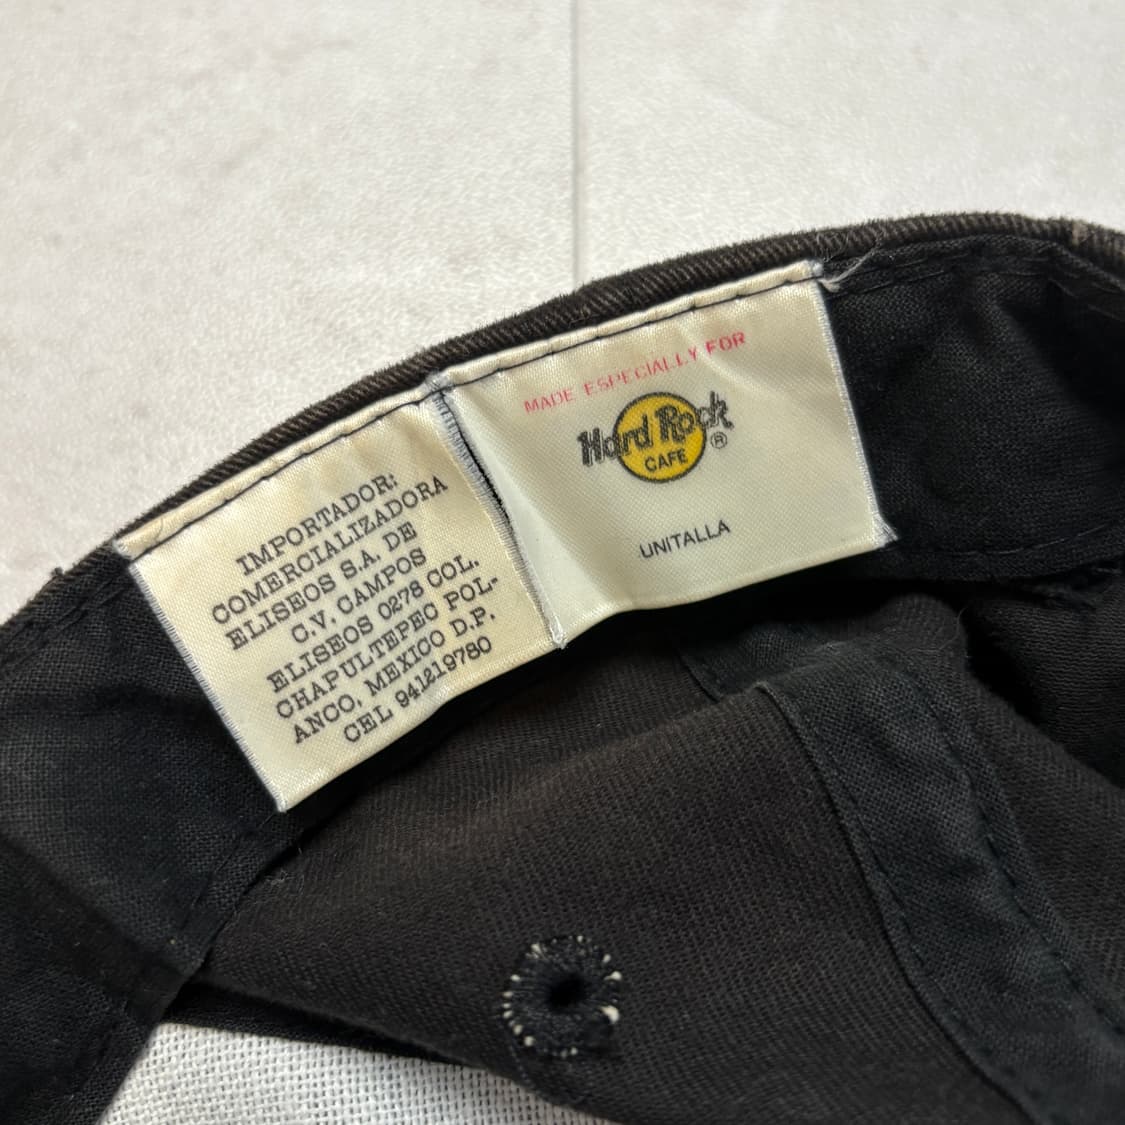 IMPORTADOR:
COMERCIALIZADORA
ELISEOS S.A. DE
C.V. CAMPOS
ELISEOS 0278 COL.
CHAPULTEPEC POL-
ANCO, MEXICO D.P.
CEL 941219780
MADE ESPECIALLY FOR
Hard Rock ®
CAFE
UNITALLA